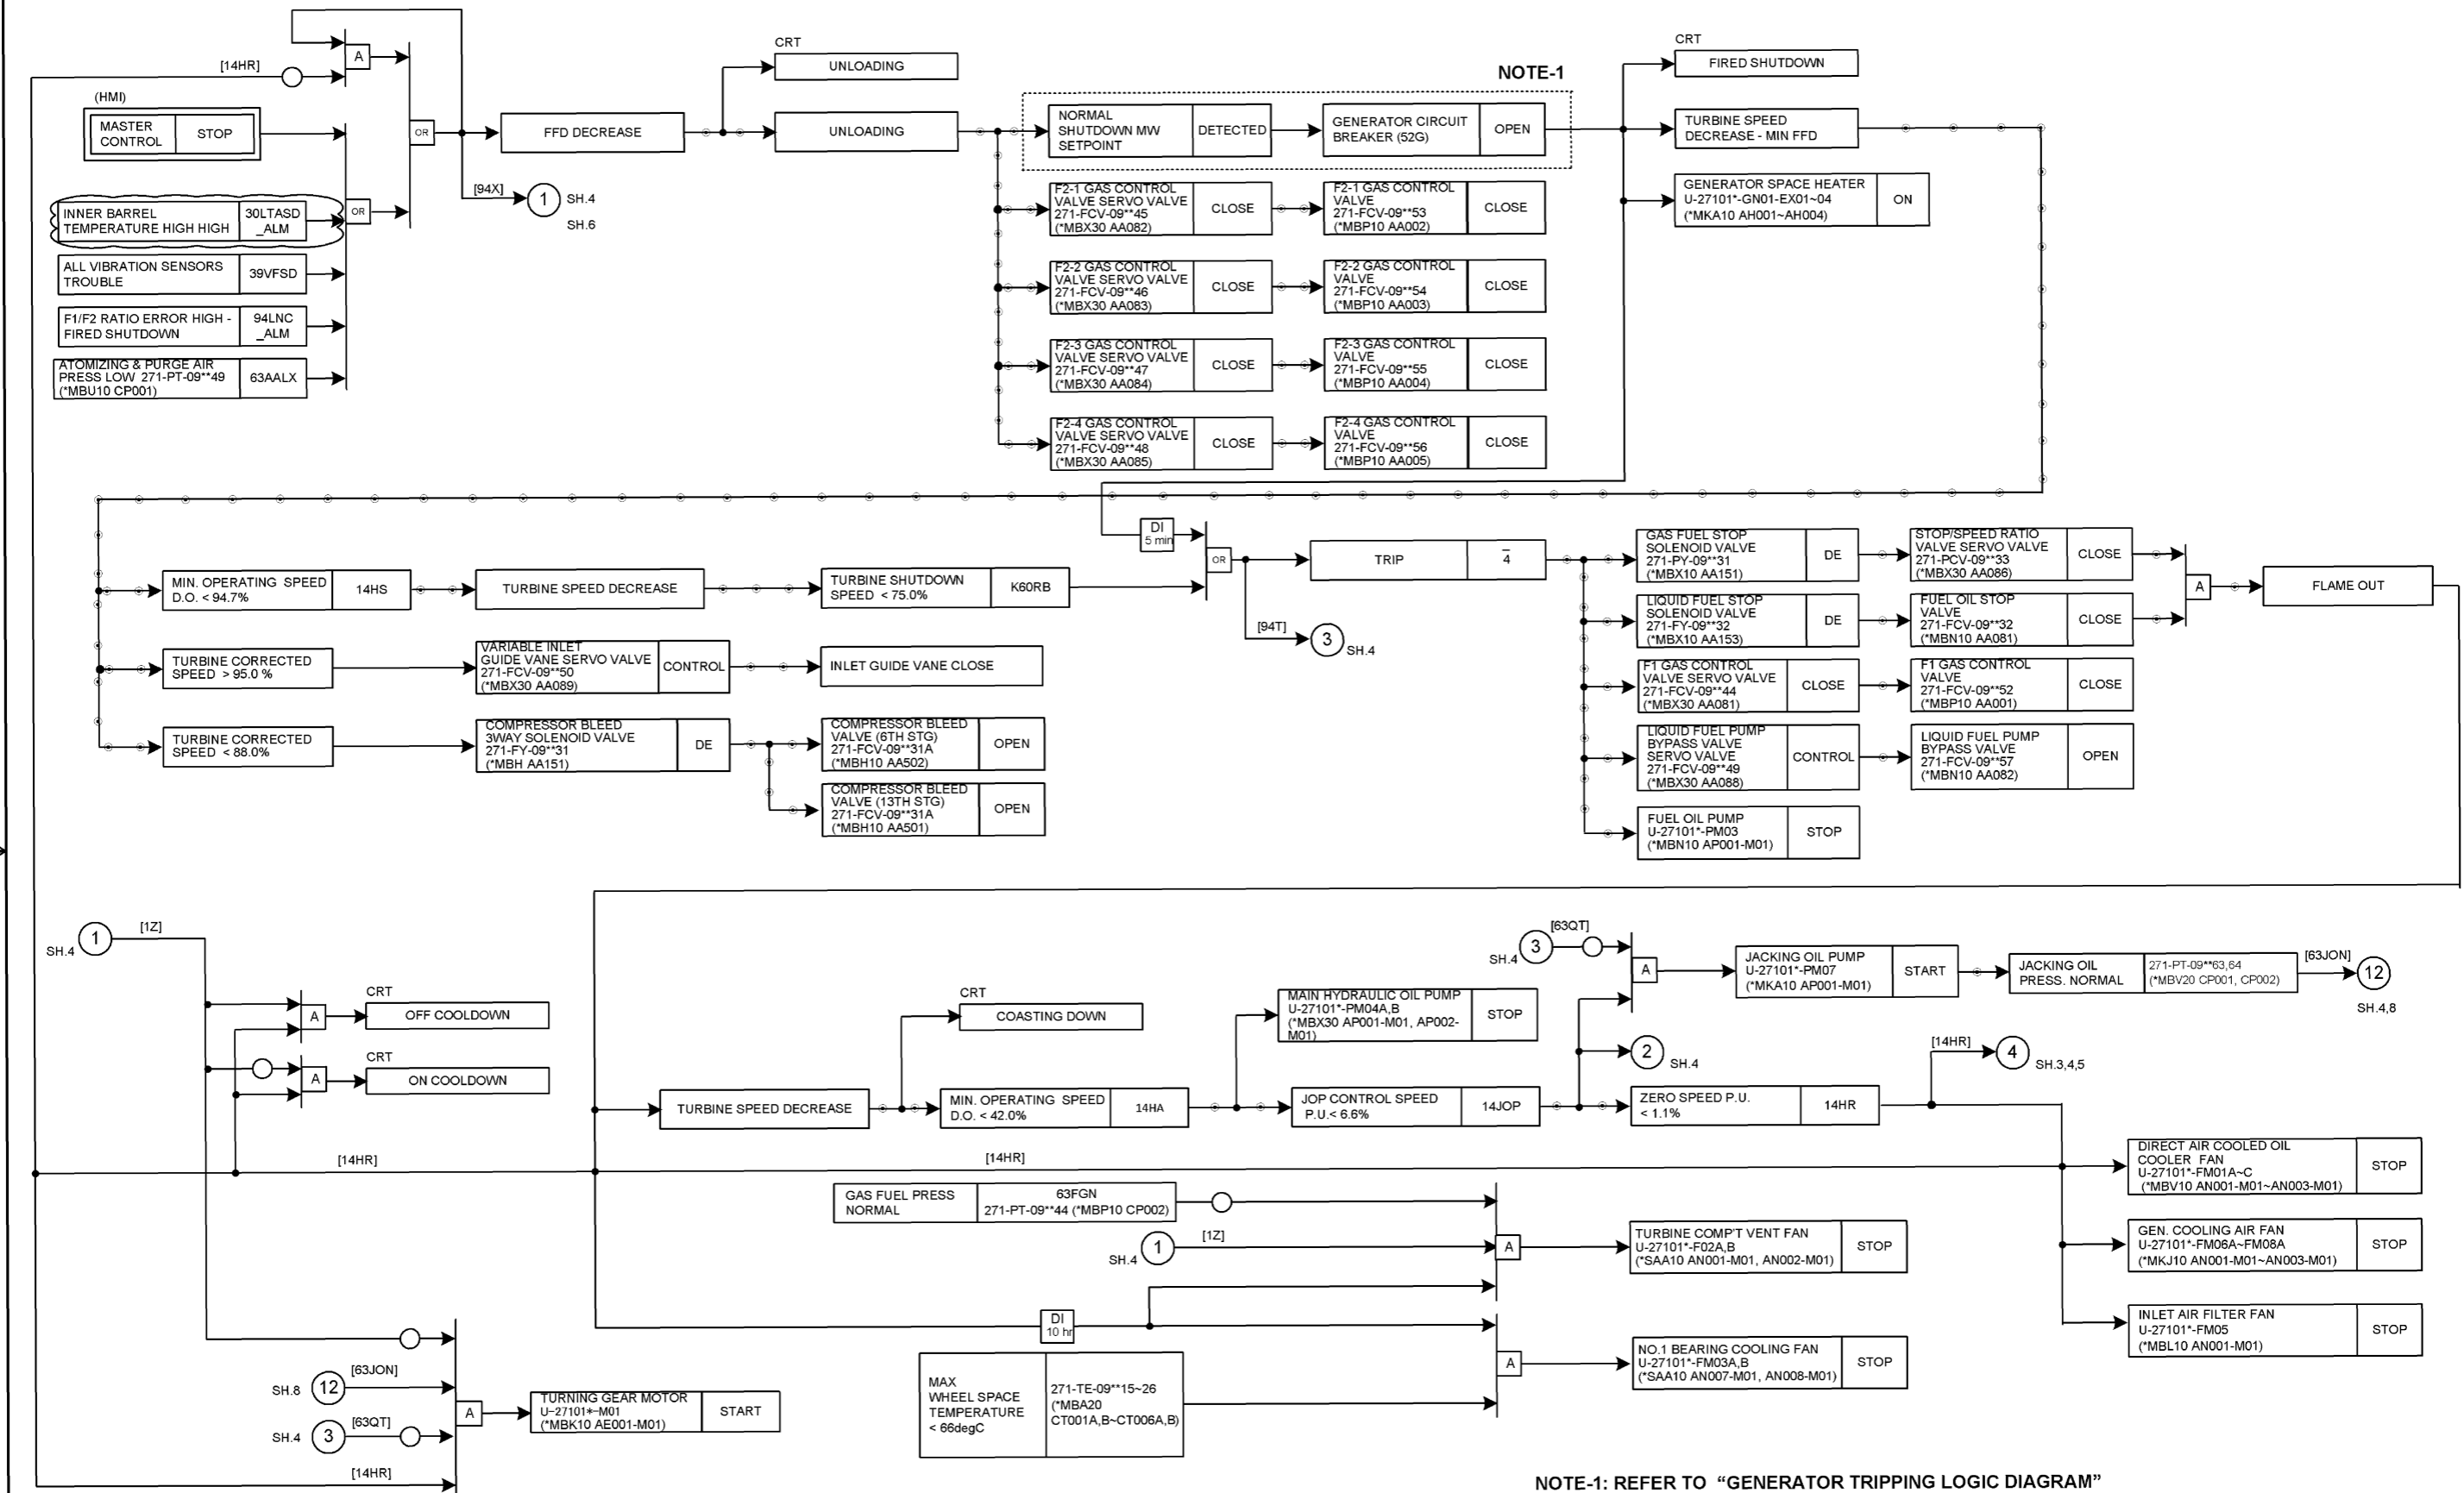 [14HR]
A
(HMI)
MASTER
CONTROL
STOP
OR
INNER BARREL
TEMPERATURE HIGH HIGH
30LTASD
_ALM
OR
ALL VIBRATION SENSORS
TROUBLE
39VFSD
F1/F2 RATIO ERROR HIGH -
FIRED SHUTDOWN
94LNC
_ALM
ATOMIZING & PURGE AIR
PRESS LOW 271-PT-09**49
(*MBU10 CP001)
63AALX
FFD DECREASE
[94X]
1
SH.4
SH.6
CRT
UNLOADING
UNLOADING
NOTE-1
NORMAL
SHUTDOWN MW
SETPOINT
DETECTED
GENERATOR CIRCUIT
BREAKER (52G)
OPEN
F2-1 GAS CONTROL
VALVE SERVO VALVE
271-FCV-09**45
(*MBX30 AA082)
CLOSE
F2-1 GAS CONTROL
VALVE
271-FCV-09**53
(*MBP10 AA002)
CLOSE
F2-2 GAS CONTROL
VALVE SERVO VALVE
271-FCV-09**46
(*MBX30 AA083)
CLOSE
F2-2 GAS CONTROL
VALVE
271-FCV-09**54
(*MBP10 AA003)
CLOSE
F2-3 GAS CONTROL
VALVE SERVO VALVE
271-FCV-09**47
(*MBX30 AA084)
CLOSE
F2-3 GAS CONTROL
VALVE
271-FCV-09**55
(*MBP10 AA004)
CLOSE
F2-4 GAS CONTROL
VALVE SERVO VALVE
271-FCV-09**48
(*MBX30 AA085)
CLOSE
F2-4 GAS CONTROL
VALVE
271-FCV-09**56
(*MBP10 AA005)
CLOSE
CRT
FIRED SHUTDOWN
TURBINE SPEED
DECREASE - MIN FFD
GENERATOR SPACE HEATER
U-27101*-GN01-EX01~04
(*MKA10 AH001~AH004)
ON
MIN. OPERATING SPEED
D.O. < 94.7%
14HS
TURBINE SPEED DECREASE
TURBINE SHUTDOWN
SPEED < 75.0%
K60RB
DI
5 min
OR
TRIP
4
[94T]
3
SH.4
TURBINE CORRECTED
SPEED > 95.0 %
VARIABLE INLET
GUIDE VANE SERVO VALVE
271-FCV-09**50
(*MBX30 AA089)
CONTROL
INLET GUIDE VANE CLOSE
TURBINE CORRECTED
SPEED < 88.0%
COMPRESSOR BLEED
3WAY SOLENOID VALVE
271-FY-09**31
(*MBH AA151)
DE
COMPRESSOR BLEED
VALVE (6TH STG)
271-FCV-09**31A
(*MBH10 AA502)
OPEN
COMPRESSOR BLEED
VALVE (13TH STG)
271-FCV-09**31A
(*MBH10 AA501)
OPEN
GAS FUEL STOP
SOLENOID VALVE
271-PY-09**31
(*MBX10 AA151)
DE
STOP/SPEED RATIO
VALVE SERVO VALVE
271-PCV-09**33
(*MBX30 AA086)
CLOSE
LIQUID FUEL STOP
SOLENOID VALVE
271-FY-09**32
(*MBX10 AA153)
DE
FUEL OIL STOP
VALVE
271-FCV-09**32
(*MBN10 AA081)
CLOSE
A
FLAME OUT
F1 GAS CONTROL
VALVE SERVO VALVE
271-FCV-09**44
(*MBX30 AA081)
CLOSE
F1 GAS CONTROL
VALVE
271-FCV-09**52
(*MBP10 AA001)
CLOSE
LIQUID FUEL PUMP
BYPASS VALVE
SERVO VALVE
271-FCV-09**49
(*MBX30 AA088)
CONTROL
LIQUID FUEL PUMP
BYPASS VALVE
271-FCV-09**57
(*MBN10 AA082)
OPEN
FUEL OIL PUMP
U-27101*-PM03
(*MBN10 AP001-M01)
STOP
SH.4
1
[1Z]
A
CRT
OFF COOLDOWN
A
CRT
ON COOLDOWN
TURBINE SPEED DECREASE
CRT
COASTING DOWN
MIN. OPERATING SPEED
D.O. < 42.0%
14HA
MAIN HYDRAULIC OIL PUMP
U-27101*-PM04A,B
(*MBX30 AP001-M01, AP002-
M01)
STOP
JOP CONTROL SPEED
P.U.< 6.6%
14JOP
SH.4
3
[63QT]
A
JACKING OIL PUMP
U-27101*-PM07
(*MKA10 AP001-M01)
START
JACKING OIL
PRESS. NORMAL
271-PT-09**63,64
(*MBV20 CP001, CP002)
[63JON]
12
SH.4,8
2
SH.4
ZERO SPEED P.U.
< 1.1%
14HR
[14HR]
4
SH.3,4,5
[14HR]
[14HR]
DIRECT AIR COOLED OIL
COOLER FAN
U-27101*-FM01A~C
(*MBV10 AN001-M01~AN003-M01)
STOP
GEN. COOLING AIR FAN
U-27101*-FM06A~FM08A
(*MKJ10 AN001-M01~AN003-M01)
STOP
INLET AIR FILTER FAN
U-27101*-FM05
(*MBL10 AN001-M01)
STOP
GAS FUEL PRESS
NORMAL
63FGN
271-PT-09**44 (*MBP10 CP002)
SH.4
1
[1Z]
A
TURBINE COMP'T VENT FAN
U-27101*-F02A,B
(*SAA10 AN001-M01, AN002-M01)
STOP
DI
10 hr
MAX
WHEEL SPACE
TEMPERATURE
< 66degC
271-TE-09**15~26
(*MBA20
CT001A,B~CT006A,B)
A
NO.1 BEARING COOLING FAN
U-27101*-FM03A,B
(*SAA10 AN007-M01, AN008-M01)
STOP
SH.8
12
[63JON]
SH.4
3
[63QT]
[14HR]
A
TURNING GEAR MOTOR
U-27101*-M01
(*MBK10 AE001-M01)
START
NOTE-1: REFER TO “GENERATOR TRIPPING LOGIC DIAGRAM”